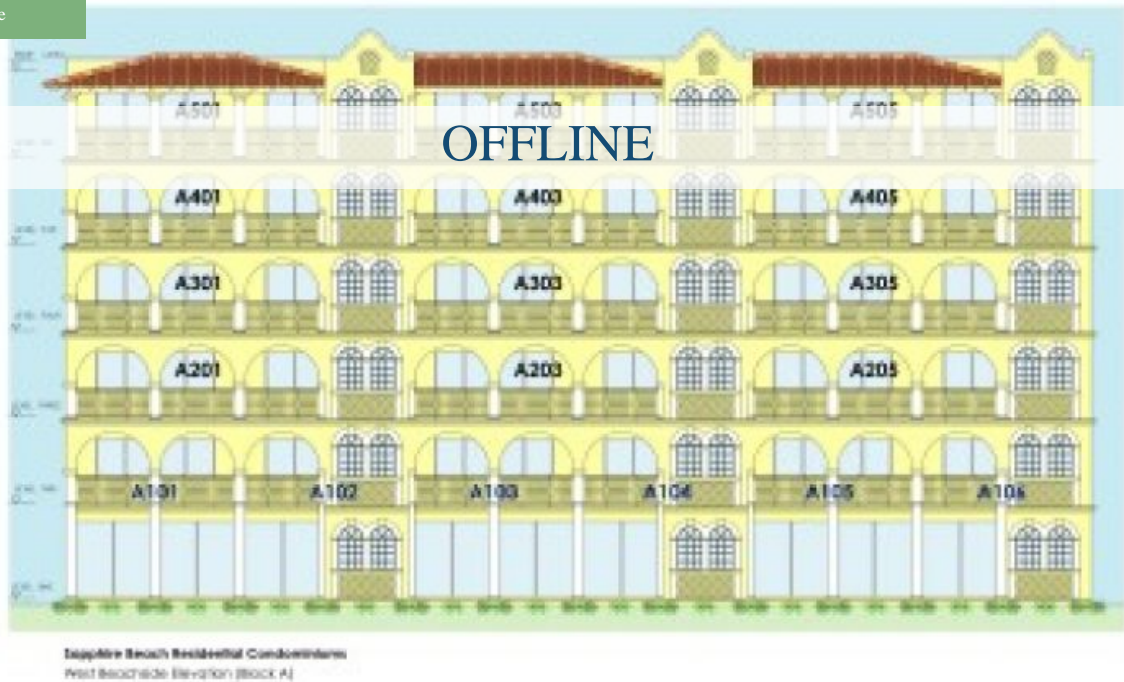 e
A501 A503 A505
OFFLINE
A401 A403 A405
A301 A303 A305
A201 A203 A205
A101 A102 A103 A104 A105 A106
Sapphire Beach Residential Condominiums
West Beachside Elevation (Block A)